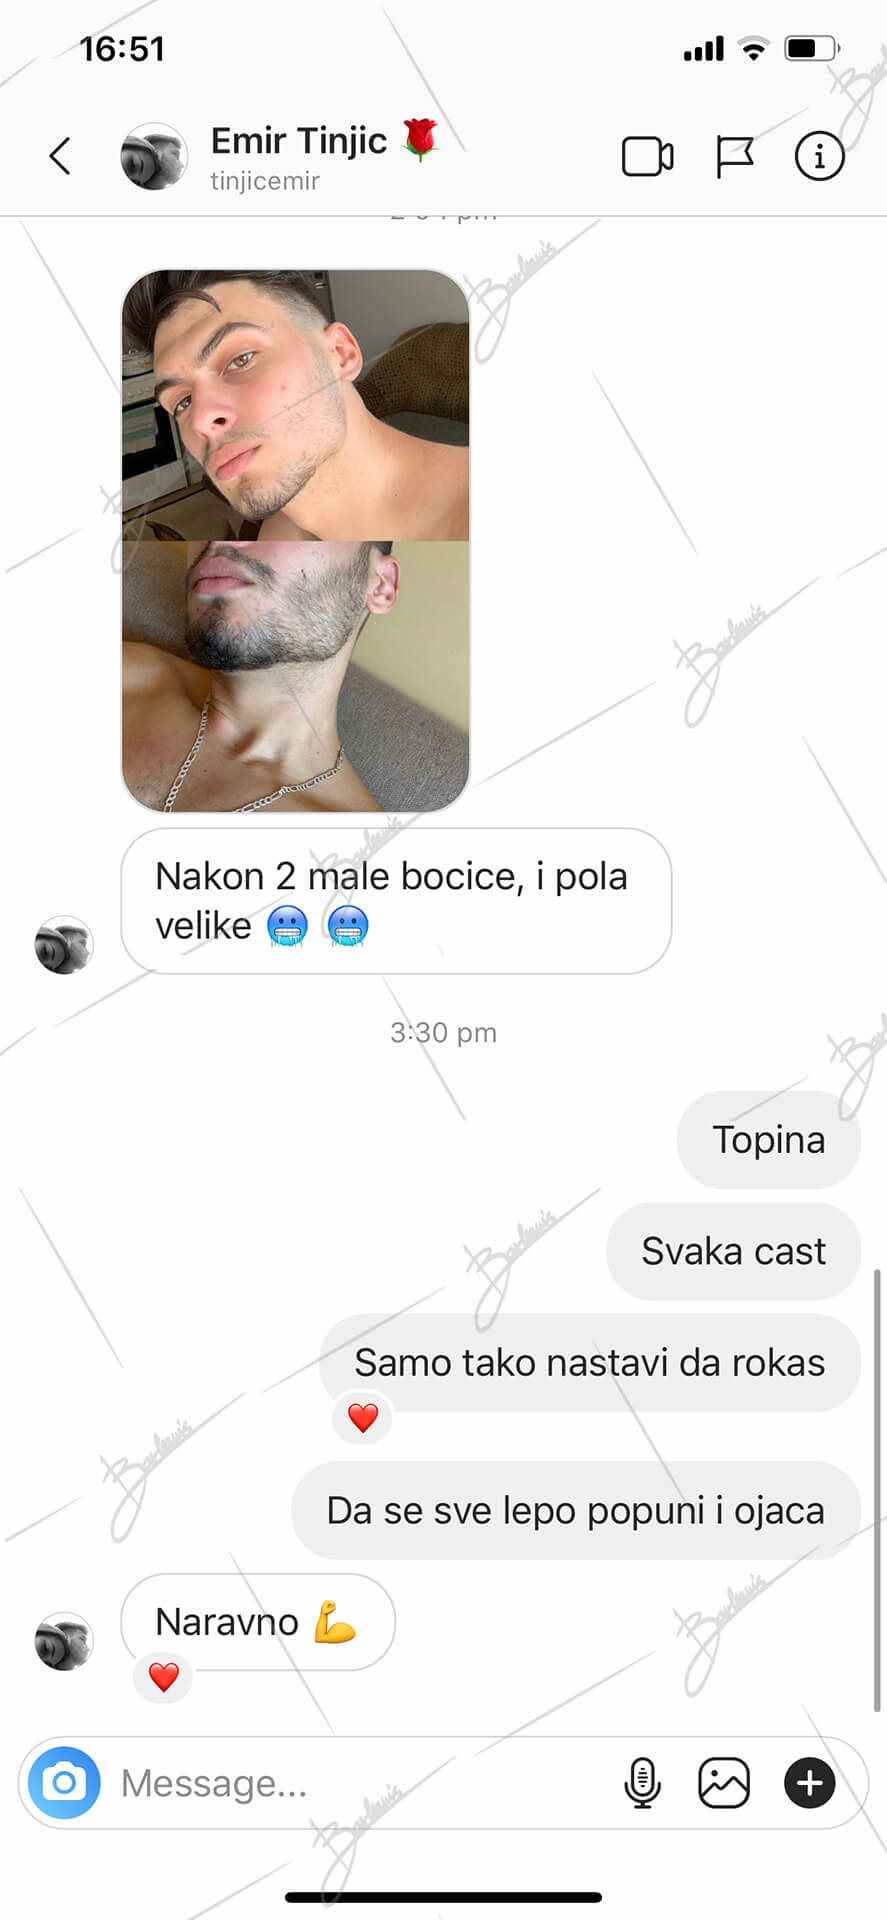 16:51
Emir Tinjic 🌹
tinjicemir
Nakon 2 male bocice, i pola
velike 🥶 🥶
3:30 pm
Topina
Svaka cast
Samo tako nastavi da rokas
❤️
Da se sve lepo popuni i ojaca
Naravno 💪
❤️
Message...